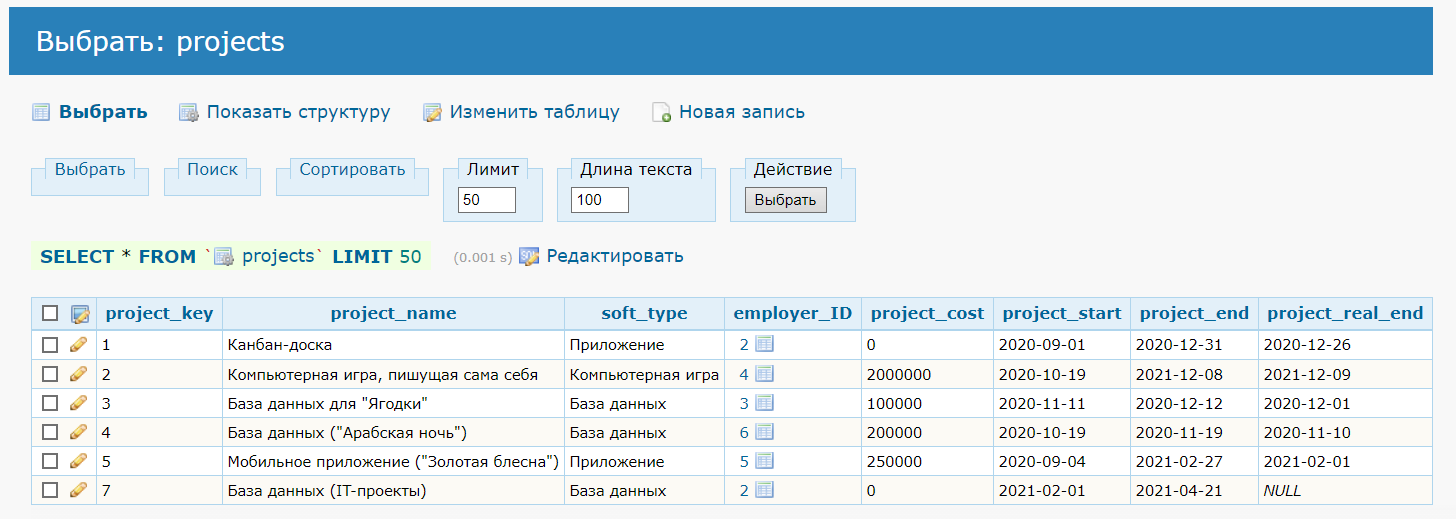 Выбрать: projects
Выбрать Показать структуру Изменить таблицу Новая запись
Выбрать Поиск Сортировать Лимит Длина текста Действие
50 100 Выбрать
SELECT * FROM `projects` LIMIT 50 (0.001 s) Редактировать
project_key project_name soft_type employer_ID project_cost project_start project_end project_real_end
1 Канбан-доска Приложение 2 0 2020-09-01 2020-12-31 2020-12-26
2 Компьютерная игра, пишущая сама себя Компьютерная игра 4 2000000 2020-10-19 2021-12-08 2021-12-09
3 База данных для "Ягодки" База данных 3 100000 2020-11-11 2020-12-12 2020-12-01
4 База данных ("Арабская ночь") База данных 6 200000 2020-10-19 2020-11-19 2020-11-10
5 Мобильное приложение ("Золотая блесна") Приложение 5 250000 2020-09-04 2021-02-27 2021-02-01
7 База данных (IT-проекты) База данных 2 0 2021-02-01 2021-04-21 NULL